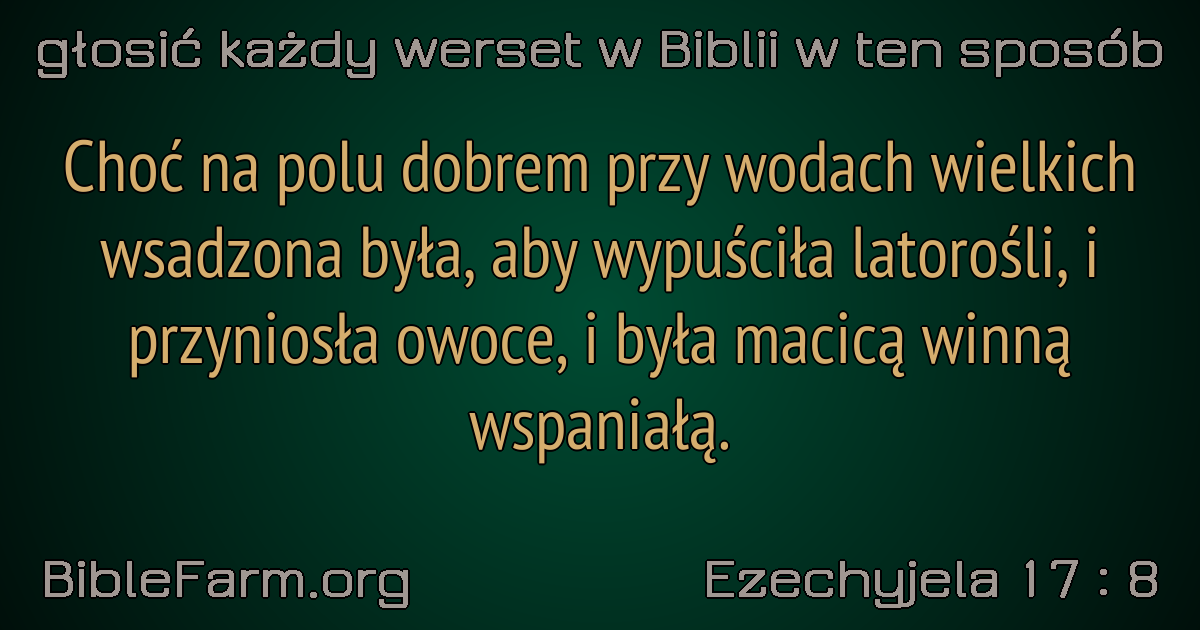 głosić każdy werset w Biblii w ten sposób
Choć na polu dobrem przy wodach wielkich
wsadzona była, aby wypuściła latorośli, i
przyniosła owoce, i była macicą winną
wspaniałą.
BibleFarm.org
Ezechyjela 17 : 8